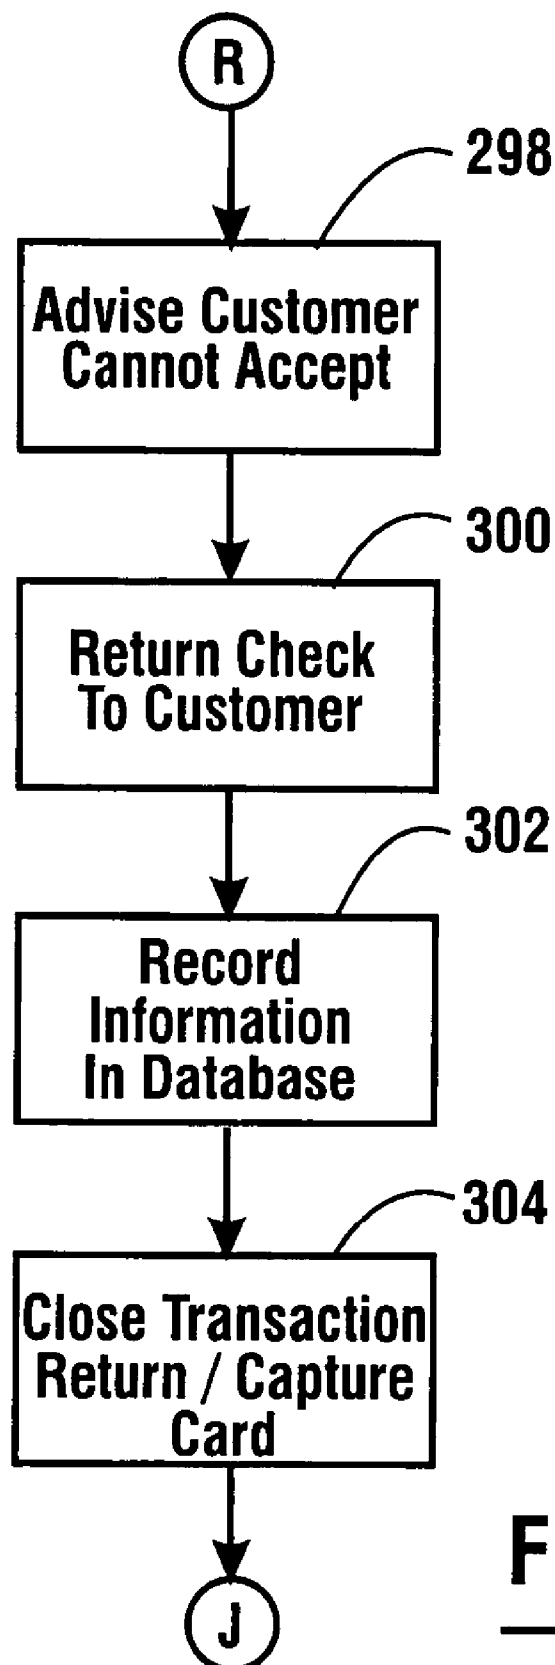 R
298
Advise Customer
Cannot Accept
300
Return Check
To Customer
302
Record
Information
In Database
304
Close Transaction
Return / Capture
Card
J
F